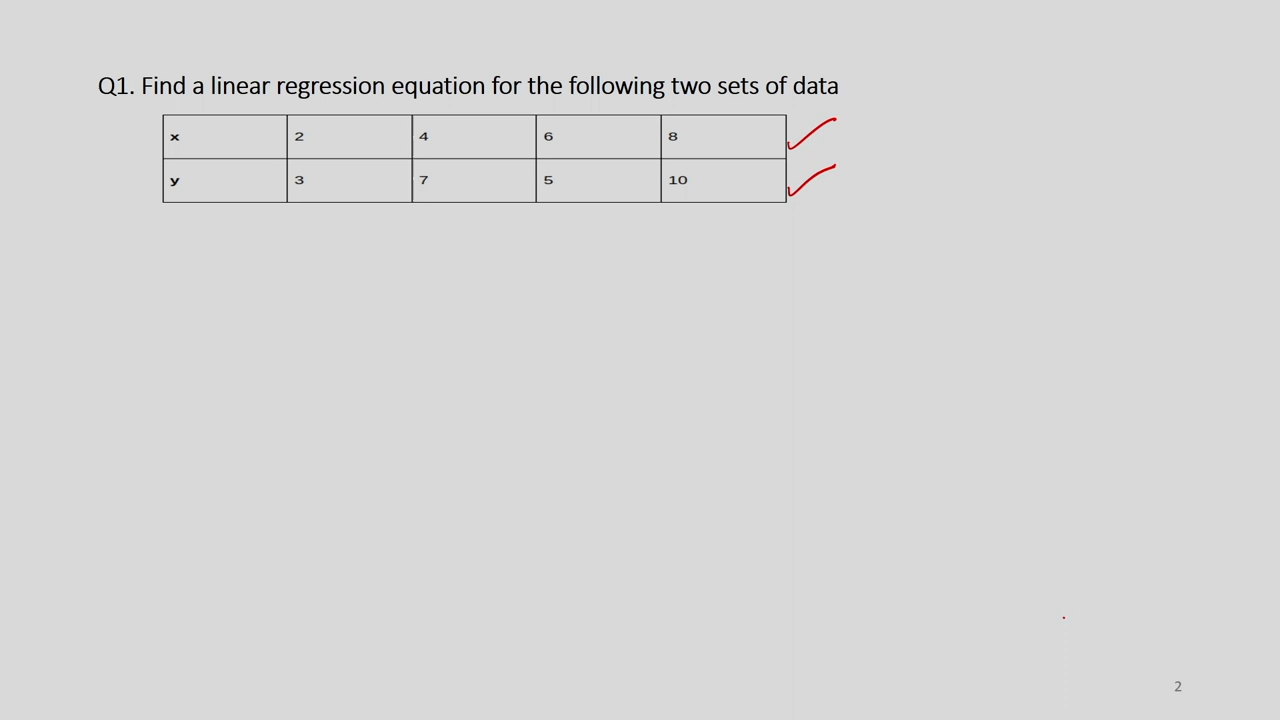 Q1. Find a linear regression equation for the following two sets of data
x 2 4 6 8
y 3 7 5 10
2